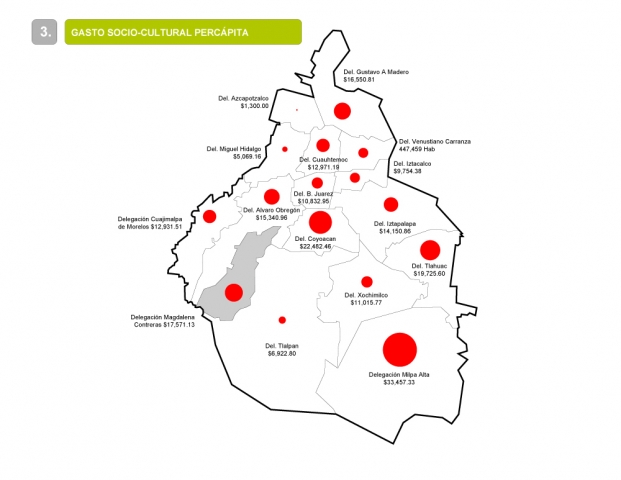 3.
GASTO SOCIO-CULTURAL PERCÁPITA
Del. Gustavo A Madero
$16,550.81
Del. Azcapotzalco
$1,300.00
Del. Venustiano Carranza
447,459 Hab
Del. Miguel Hidalgo
$5,069.16
Del. Cuauhtemoc
$12,971.19
Del. Iztacalco
$9,754.38
Del. B. Juarez
$10,832.95
Del. Alvaro Obregón
$15,340.96
Delegación Cuajimalpa
de Morelos $12,931.51
Del. Iztapalapa
$14,150.86
Del. Coyoacan
$22,482.46
Del. Tlahuac
$19,725.60
Del. Xochimilco
$11,015.77
Delegación Magdalena
Contreras $17,571.13
Del. Tlalpan
$6,922.80
Delegación Milpa Alta
$33,457.33